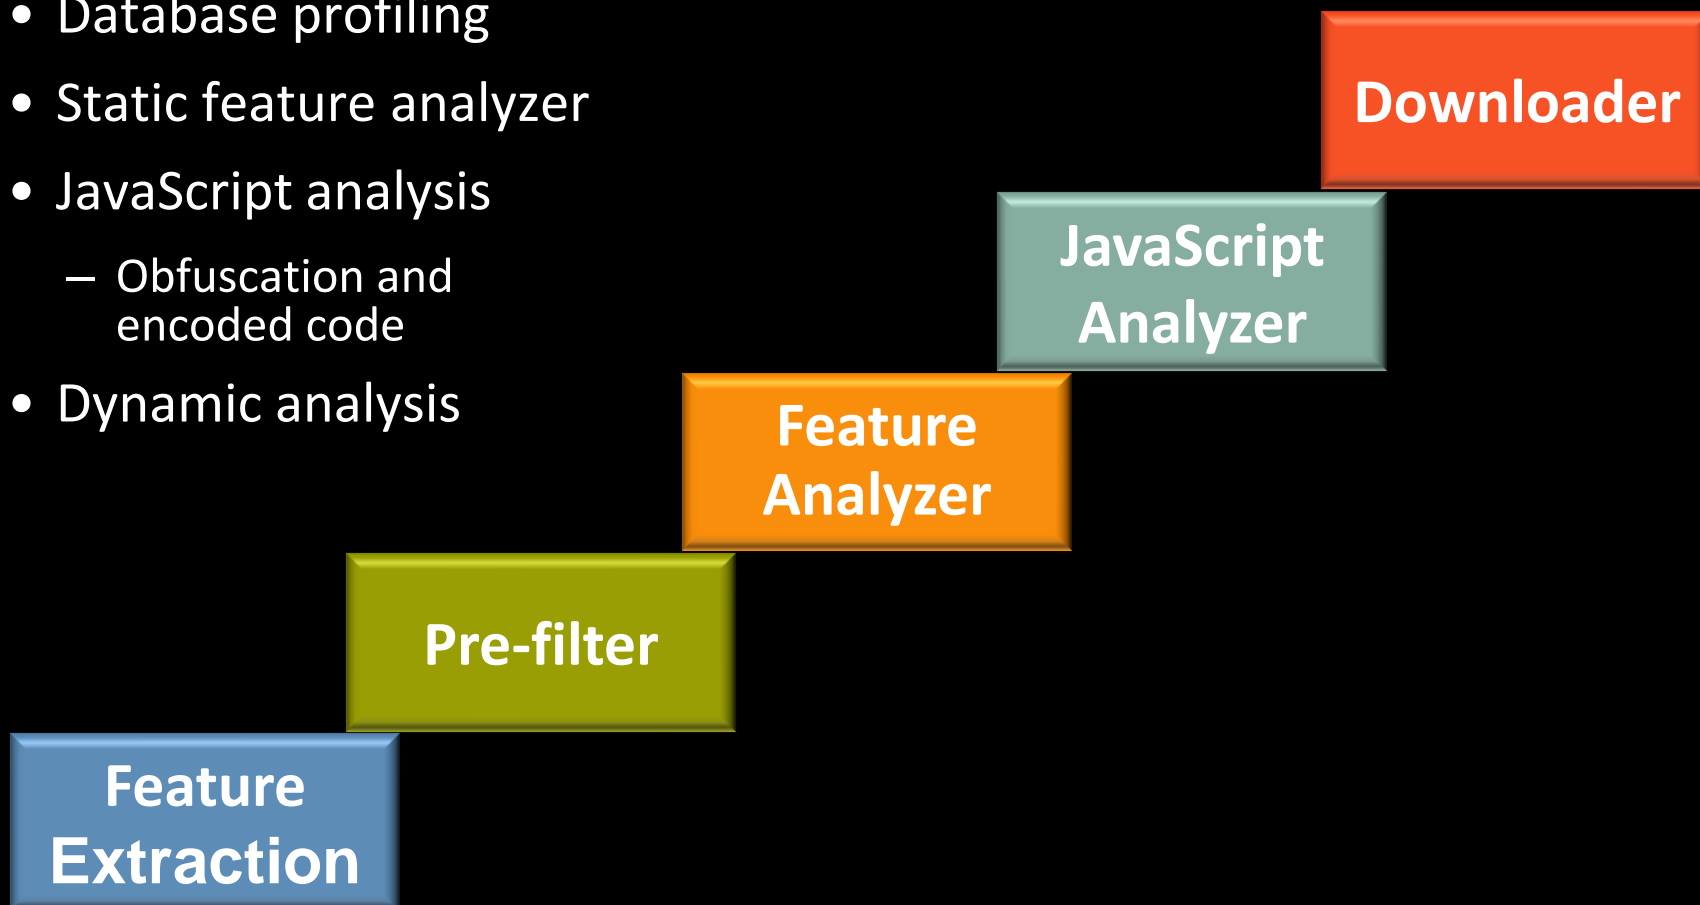 • Database profiling
• Static feature analyzer
• JavaScript analysis
– Obfuscation and
encoded code
• Dynamic analysis
Downloader
JavaScript
Analyzer
Feature
Analyzer
Pre-filter
Feature
Extraction